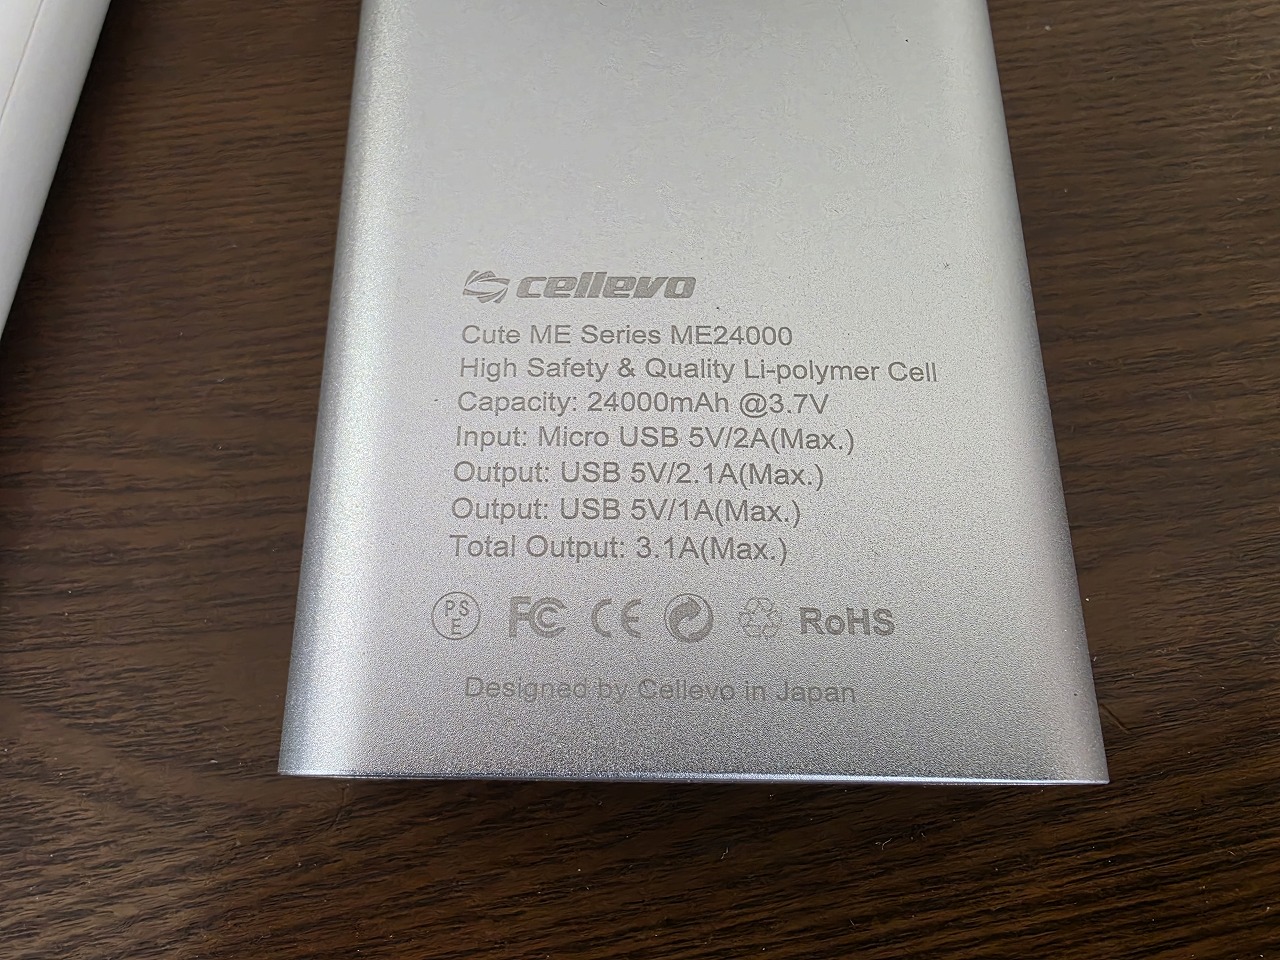 cellevo
Cute ME Series ME24000
High Safety & Quality Li-polymer Cell
Capacity: 24000mAh @3.7V
Input: Micro USB 5V/2A(Max.)
Output: USB 5V/2.1A(Max.)
Output: USB 5V/1A(Max.)
Total Output: 3.1A(Max.)
PSE FC CE RoHS
Designed by Cellevo in Japan